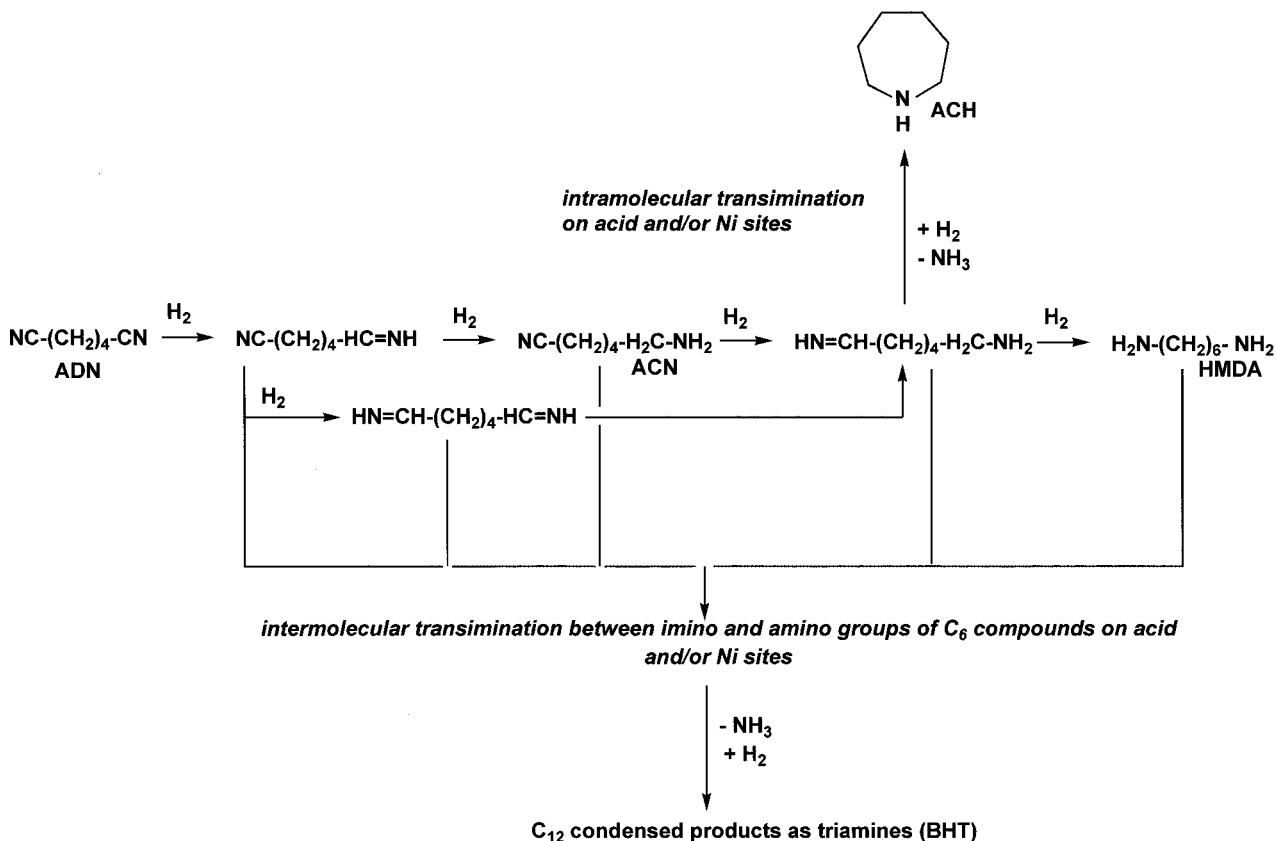 N
H
ACH
intramolecular transimination
on acid and/or Ni sites
+ H₂
- NH₃
NC-(CH₂)₄-CN
ADN
H₂
NC-(CH₂)₄-HC=NH
H₂
NC-(CH₂)₄-H₂C-NH₂
ACN
H₂
HN=CH-(CH₂)₄-H₂C-NH₂
H₂
H₂N-(CH₂)₆- NH₂
HMDA
H₂
HN=CH-(CH₂)₄-HC=NH
intermolecular transimination between imino and amino groups of C₆ compounds on acid
and/or Ni sites
- NH₃
+ H₂
C₁₂ condensed products as triamines (BHT)